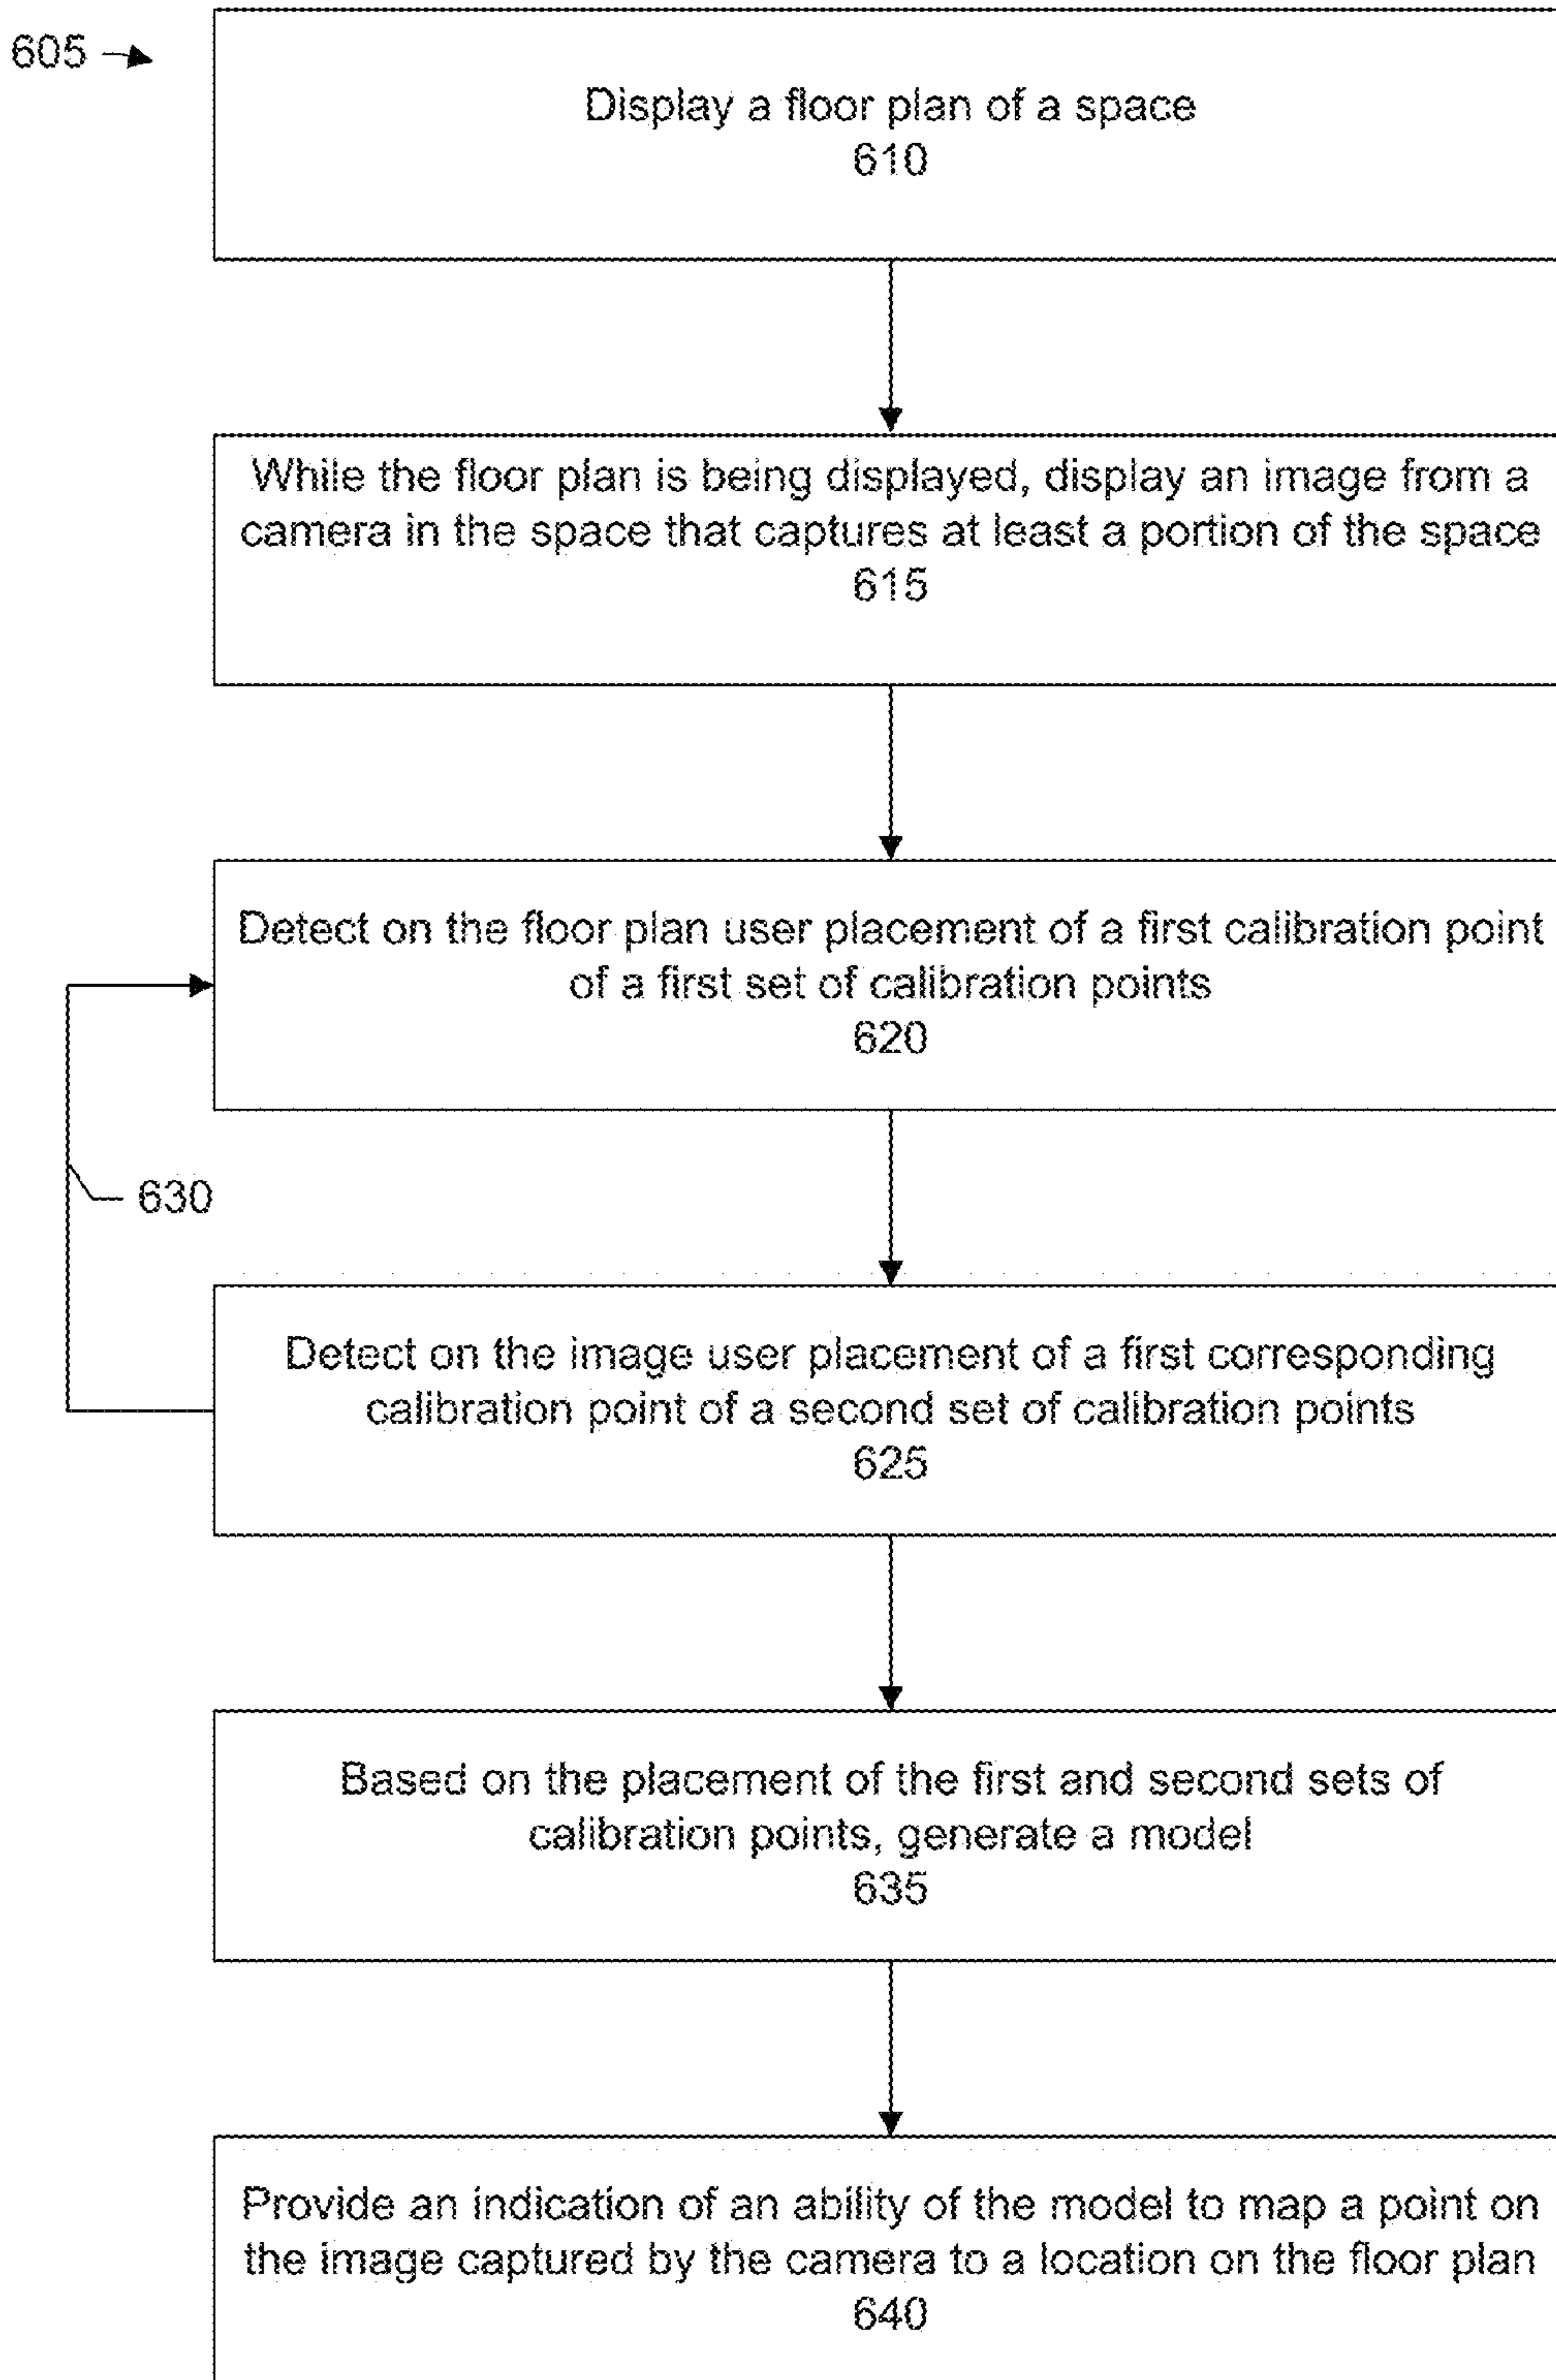 605
Display a floor plan of a space
610
While the floor plan is being displayed, display an image from a
camera in the space that captures at least a portion of the space
615
Detect on the floor plan user placement of a first calibration point
of a first set of calibration points
620
630
Detect on the image user placement of a first corresponding
calibration point of a second set of calibration points
625
Based on the placement of the first and second sets of
calibration points, generate a model
635
Provide an indication of an ability of the model to map a point on
the image captured by the camera to a location on the floor plan
640